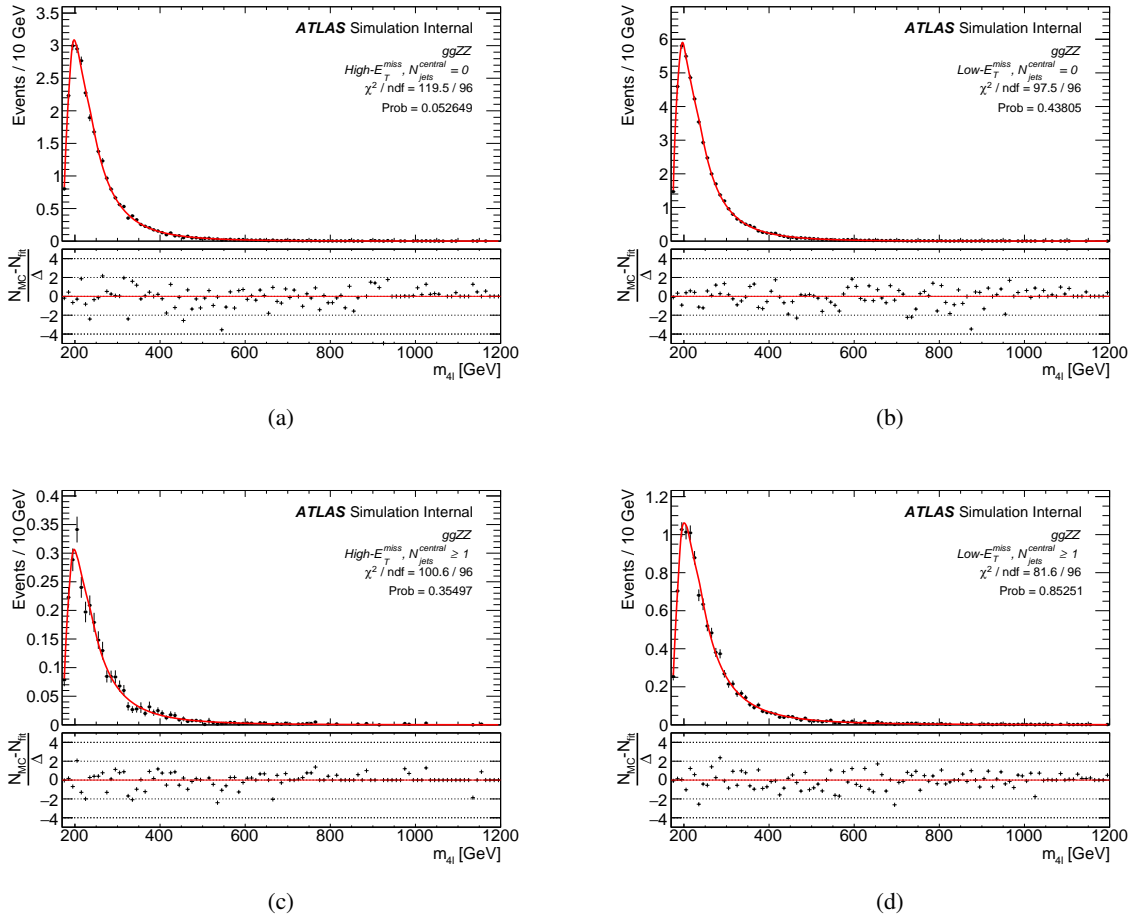 ATLAS Simulation Internal
ggZZ
High-E_T^miss, N_jets^central = 0
χ² / ndf = 119.5 / 96
Prob = 0.052649
Events / 10 GeV
3.5
3
2.5
2
1.5
1
0.5
0
N_MC-N_fit
Δ
4
2
0
−2
−4
200 400 600 800 1000 1200
m_4l [GeV]
(a)
ATLAS Simulation Internal
ggZZ
Low-E_T^miss, N_jets^central = 0
χ² / ndf = 97.5 / 96
Prob = 0.43805
Events / 10 GeV
6
5
4
3
2
1
0
N_MC-N_fit
Δ
4
2
0
−2
−4
200 400 600 800 1000 1200
m_4l [GeV]
(b)
ATLAS Simulation Internal
ggZZ
High-E_T^miss, N_jets^central ≥ 1
χ² / ndf = 100.6 / 96
Prob = 0.35497
Events / 10 GeV
0.4
0.35
0.3
0.25
0.2
0.15
0.1
0.05
0
N_MC-N_fit
Δ
4
2
0
−2
−4
200 400 600 800 1000 1200
m_4l [GeV]
(c)
ATLAS Simulation Internal
ggZZ
Low-E_T^miss, N_jets^central ≥ 1
χ² / ndf = 81.6 / 96
Prob = 0.85251
Events / 10 GeV
1.2
1
0.8
0.6
0.4
0.2
0
N_MC-N_fit
Δ
4
2
0
−2
−4
200 400 600 800 1000 1200
m_4l [GeV]
(d)